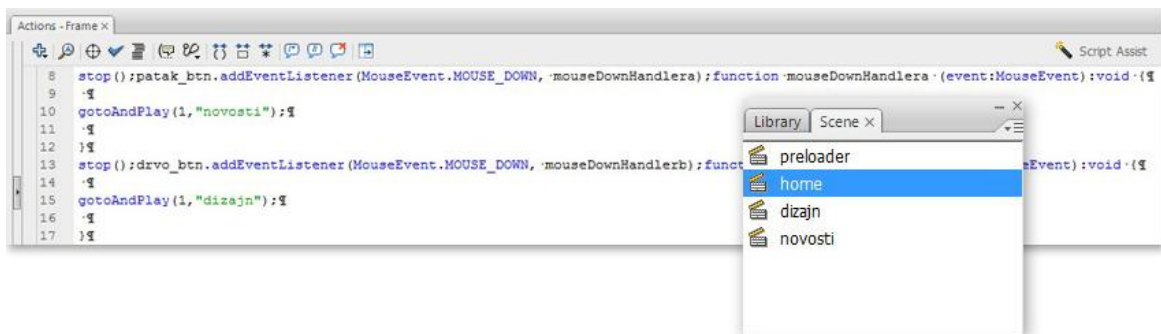 Actions - Frame ×
Script Assist
8 stop();patak_btn.addEventListener(MouseEvent.MOUSE_DOWN, ·mouseDownHandlera);function·mouseDownHandlera·(event:MouseEvent):void·{¶
9 ·¶
10 gotoAndPlay(1,"novosti");¶
11 ·¶
12 }¶
13 stop();drvo_btn.addEventListener(MouseEvent.MOUSE_DOWN, ·mouseDownHandlerb);funct eEvent):void·{¶
14 ·¶
15 gotoAndPlay(1,"dizajn");¶
16 ·¶
17 }¶
Library Scene ×
preloader
home
dizajn
novosti